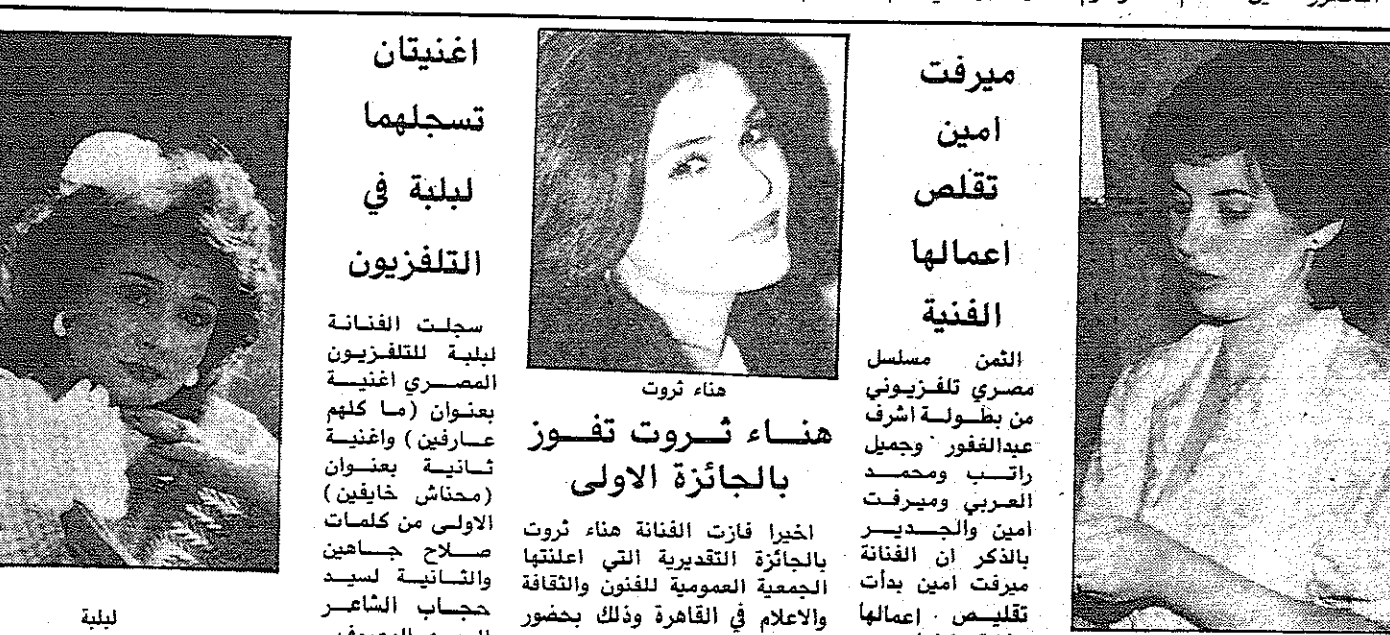 ميرفت
امين
تقلص
اعمالها
الفنية
الثمن مسلسل
مصري تلفزيوني
من بطولة اشرف
عبدالغفور وجميل
راتب ومحمد
العربي وميرفت
امين والجدير
بالذكر ان الفنانة
ميرفت امين بدأت
تقليص اعمالها
هناء ثروت
هناء ثروت تفوز
بالجائزة الاولى
اخيرا فازت الفنانة هناء ثروت
بالجائزة التقديرية التي اعلنتها
الجمعية العمومية للفنون والثقافة
والاعلام في القاهرة وذلك بحضور
اغنيتان
تسجلهما
لبلبة في
التلفزيون
سجلت الفنانة
لبلبة للتلفزيون
المصري اغنية
بعنوان (ما كلهم
عارفين) واغنية
ثانية بعنوان
(محناش خايفين)
الاولى من كلمات
صلاح جاهين
والثانية لسيد
حجاب الشاعر
لبلبة